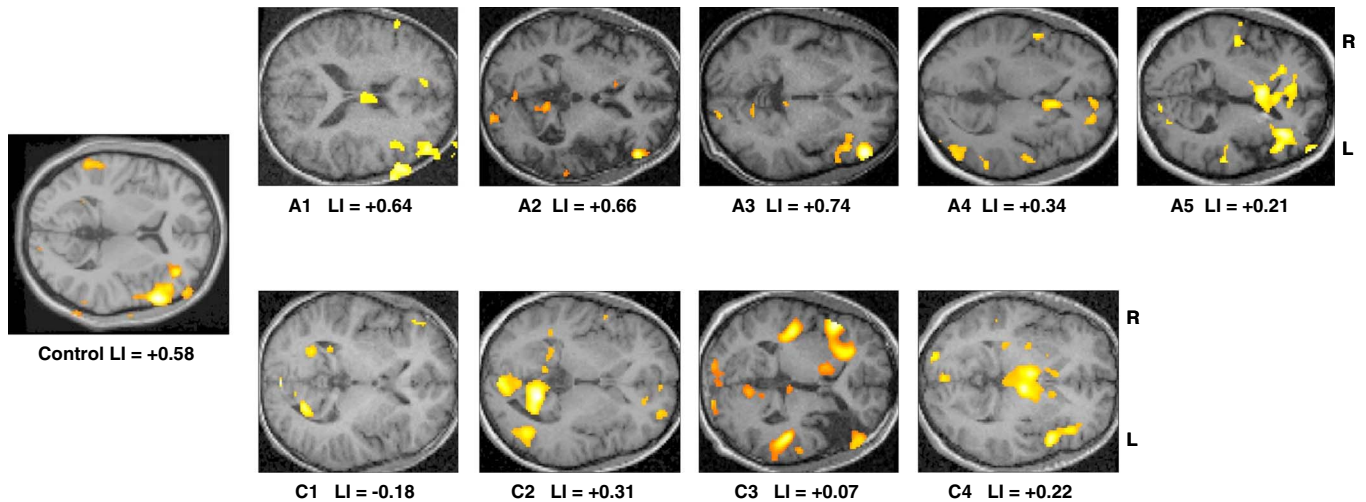 R
L
A1 LI = +0.64
A2 LI = +0.66
A3 LI = +0.74
A4 LI = +0.34
A5 LI = +0.21
Control LI = +0.58
R
L
C1 LI = -0.18
C2 LI = +0.31
C3 LI = +0.07
C4 LI = +0.22